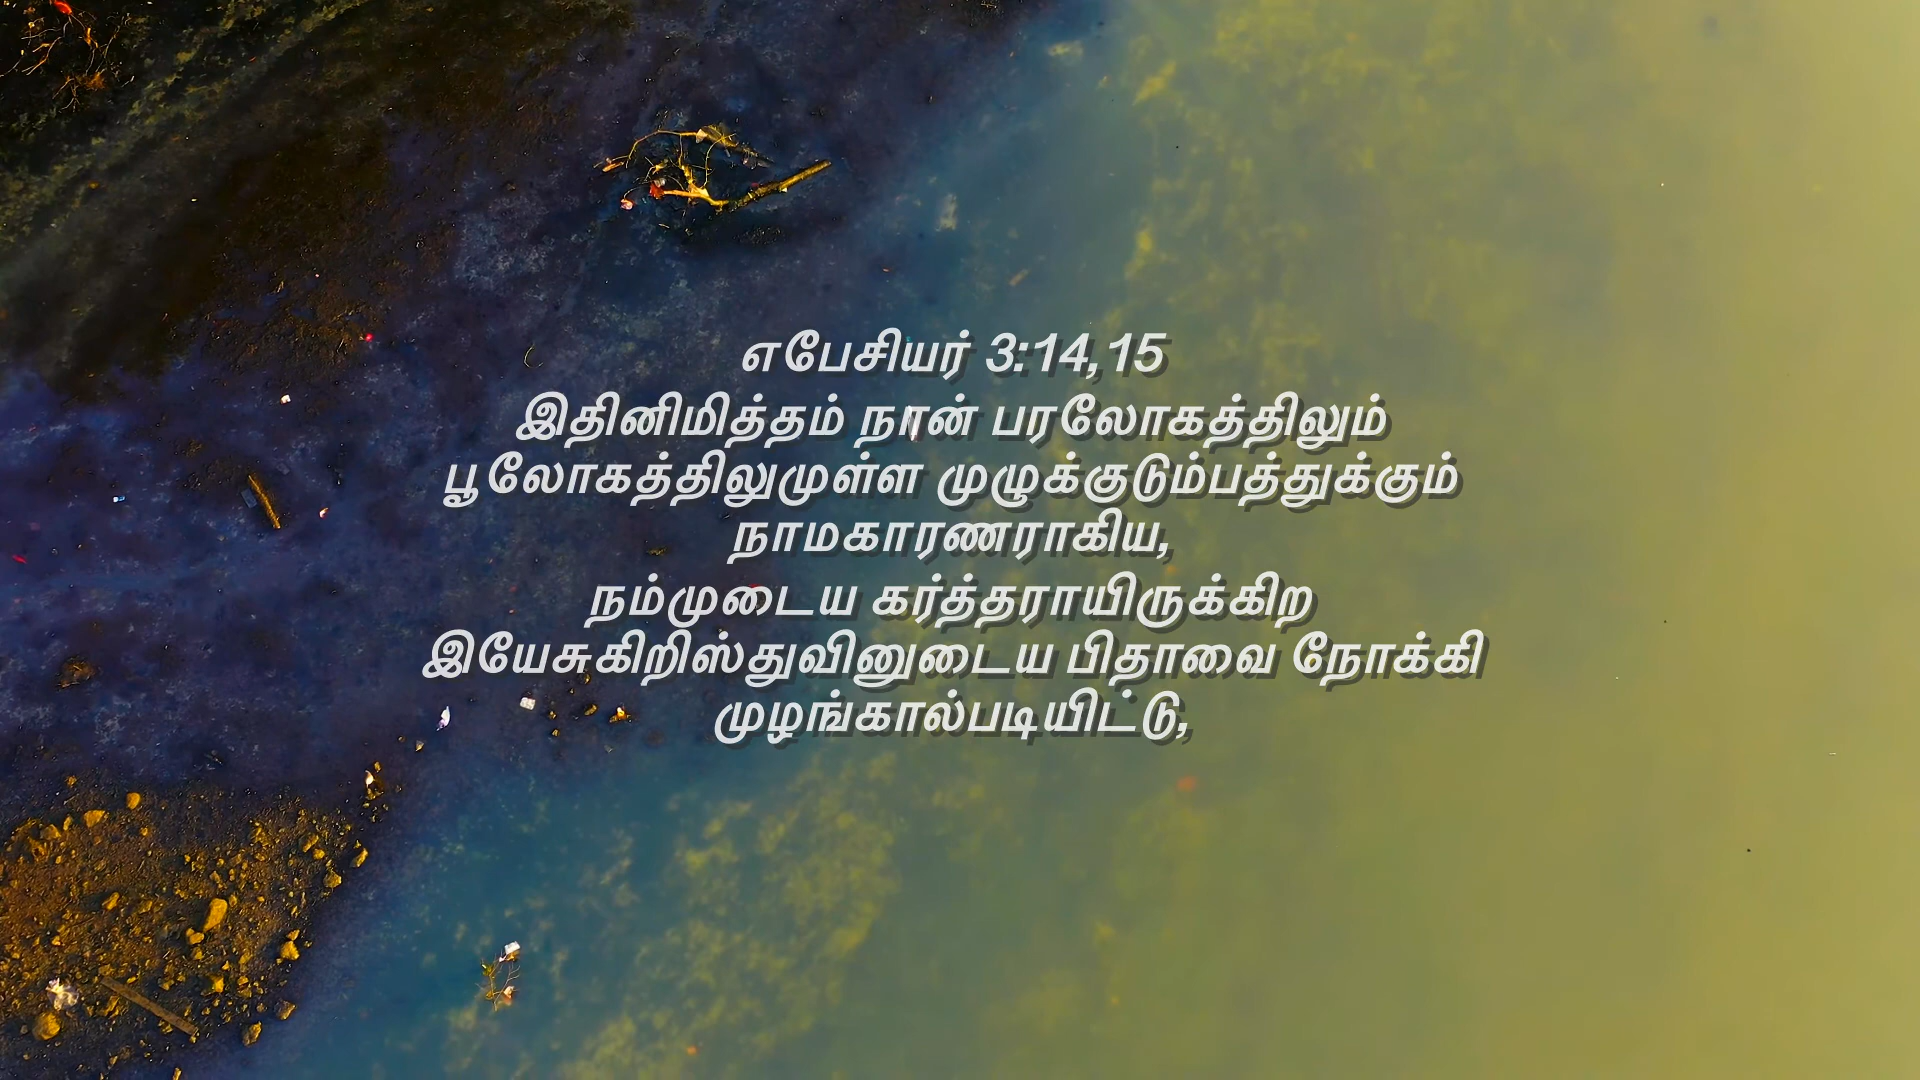 எபேசியர் 3:14,15
இதினிமித்தம் நான் பரலோகத்திலும்
பூலோகத்திலுமுள்ள முழுக்குடும்பத்துக்கும்
நாமகாரணராகிய,
நம்முடைய கர்த்தராயிருக்கிற
இயேசுகிறிஸ்துவினுடைய பிதாவை நோக்கி
முழங்கால்படியிட்டு,